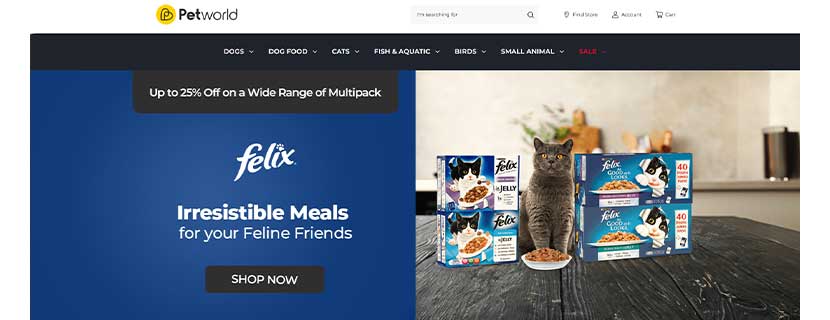 Petworld
I'm searching for
Find Store
Account
Cart
DOGS
DOG FOOD
CATS
FISH & AQUATIC
BIRDS
SMALL ANIMAL
SALE
Up to 25% Off on a Wide Range of Multipack
felix
Irresistible Meals
for your Feline Friends
SHOP NOW
felix
in JELLY
felix
in JELLY
felix
AS GOOD AS IT LOOKS
40
felix
AS GOOD AS IT LOOKS
40